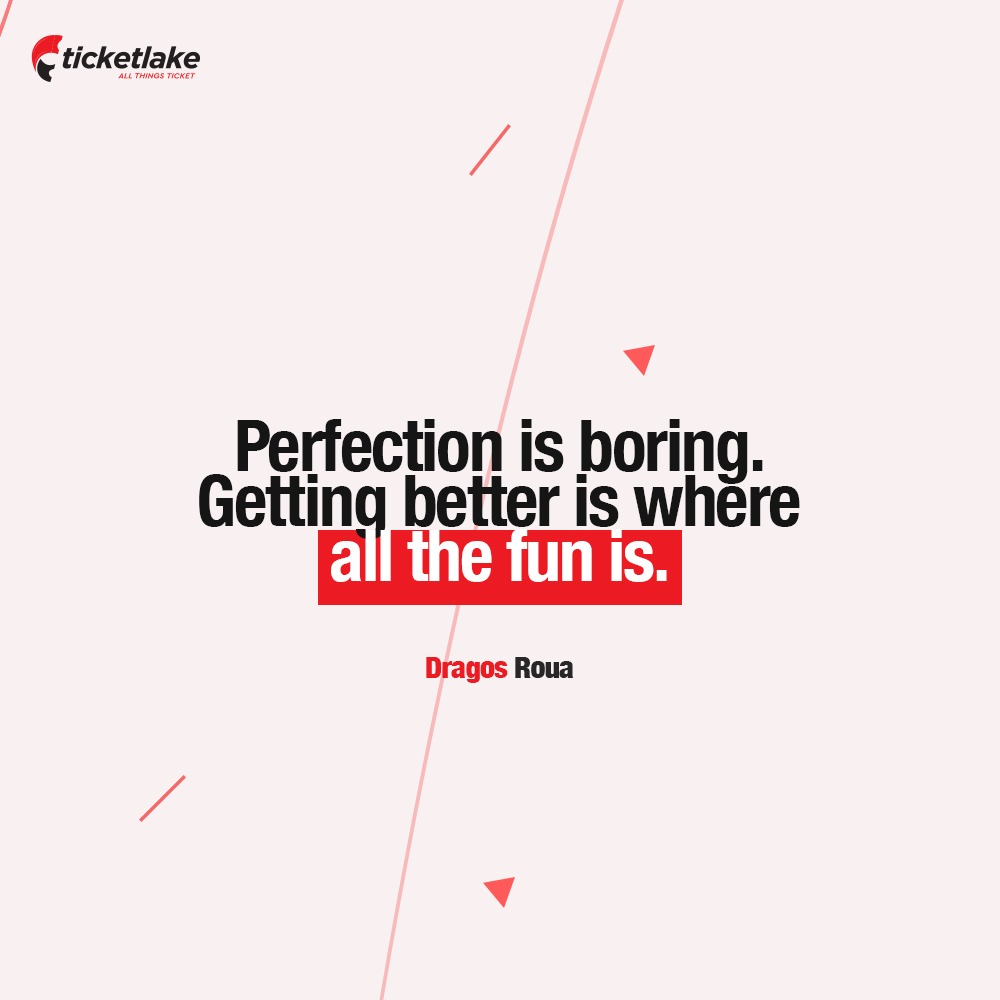 ticketlake
ALL THINGS TICKET
Perfection is boring.
Getting better is where
all the fun is.
Dragos Roua